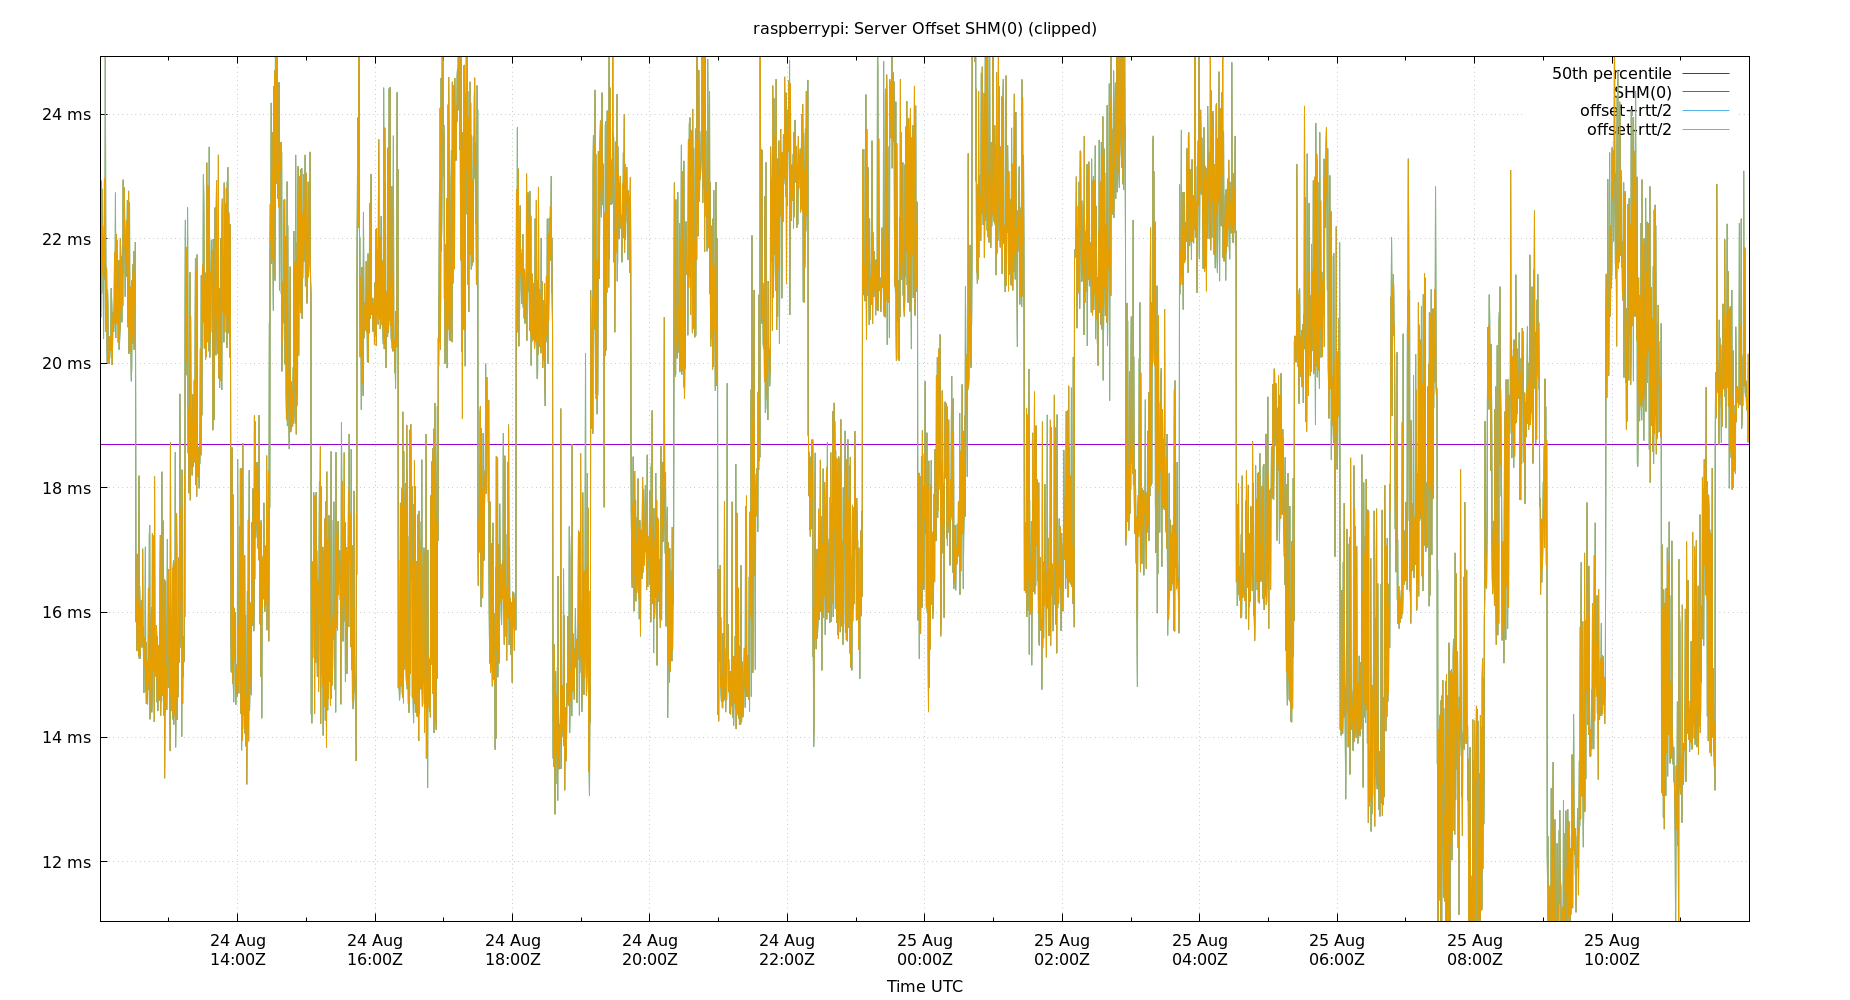 raspberrypi: Server Offset SHM(0) (clipped)
50th percentile
SHM(0)
offset+rtt/2
offset-rtt/2
24 ms
22 ms
20 ms
18 ms
16 ms
14 ms
12 ms
24 Aug 24 Aug 24 Aug 24 Aug 24 Aug 25 Aug 25 Aug 25 Aug 25 Aug 25 Aug 25 Aug
14:00Z 16:00Z 18:00Z 20:00Z 22:00Z 00:00Z 02:00Z 04:00Z 06:00Z 08:00Z 10:00Z
Time UTC